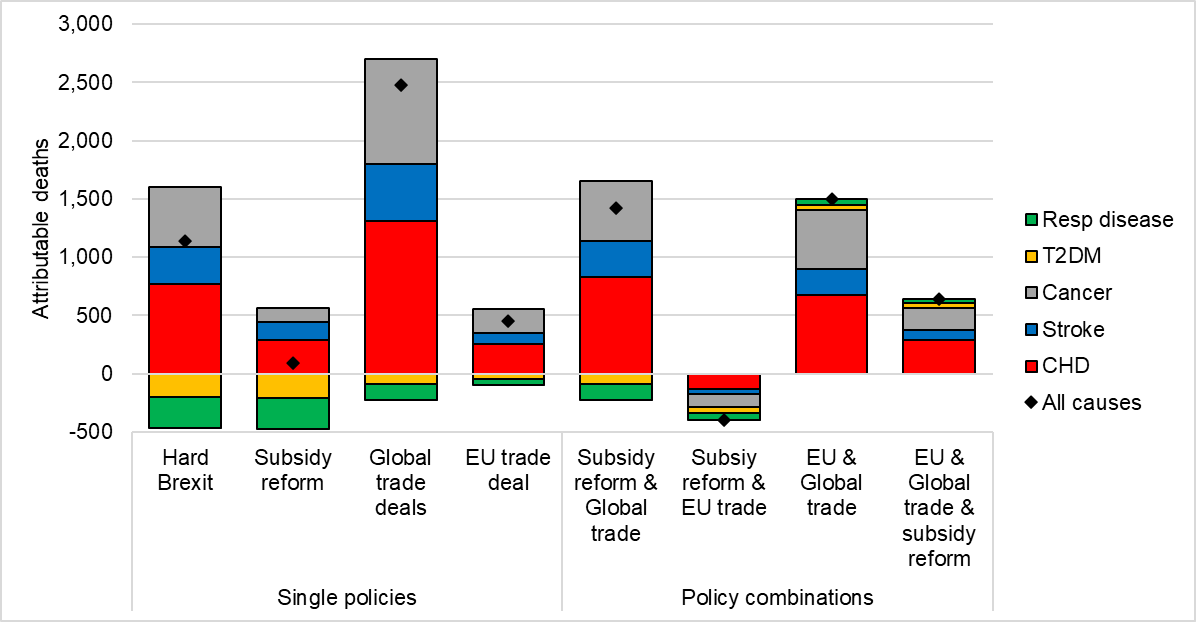 3,000
2,500
2,000
1,500
1,000
500
0
-500
Attributable deaths
Hard
Brexit
Subsidy
reform
Global
trade
deals
EU trade
deal
Subsidy
reform &
Global
trade
Subsiy
reform &
EU trade
EU &
Global
trade
EU &
Global
trade &
subsidy
reform
Single policies
Policy combinations
Resp disease
T2DM
Cancer
Stroke
CHD
All causes